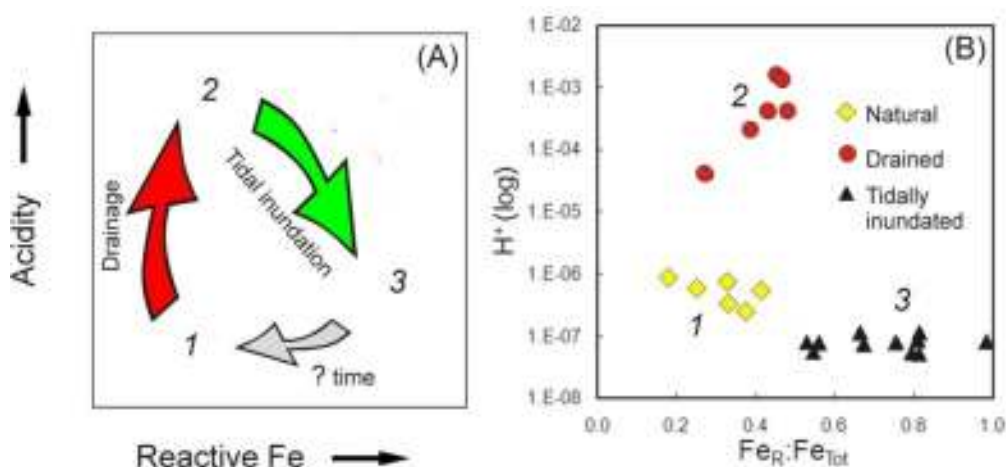 (A)
2
Drainage
Tidal inundation
3
1
? time
Acidity
Reactive Fe
(B)
1 E-02
1 E-03
1 E-04
1 E-05
1 E-06
1 E-07
1 E-08
H⁺ (log)
2
Natural
Drained
Tidally
inundated
3
1
0.0 0.2 0.4 0.6 0.8 1.0
Fe_R:Fe_Tot